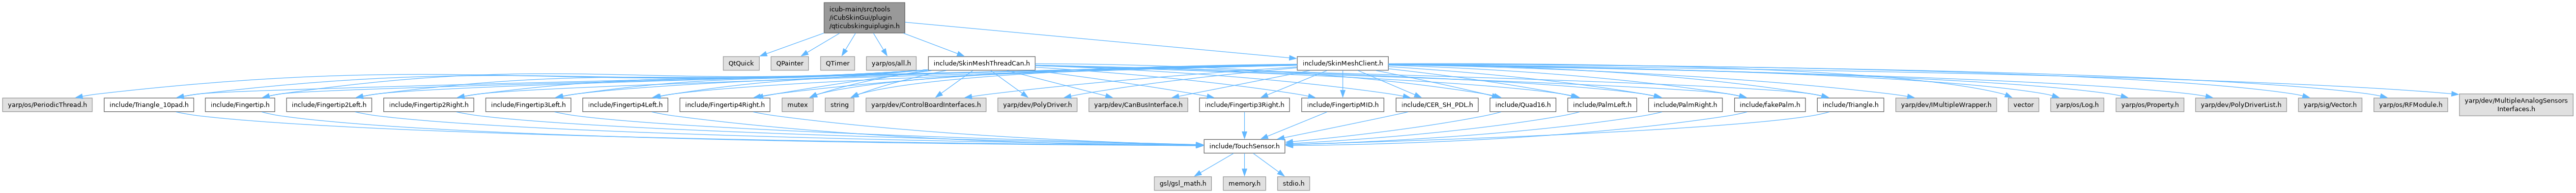 icub-main/src/tools
/iCubSkinGui/plugin
/qticubskinguiplugin.h
QtQuick
QPainter
QTimer
yarp/os/all.h
include/SkinMeshThreadCan.h
include/SkinMeshClient.h
yarp/os/PeriodicThread.h
include/Triangle_10pad.h
include/Fingertip.h
include/Fingertip2Left.h
include/Fingertip2Right.h
include/Fingertip3Left.h
include/Fingertip4Left.h
include/Fingertip4Right.h
mutex
string
yarp/dev/ControlBoardInterfaces.h
yarp/dev/PolyDriver.h
yarp/dev/CanBusInterface.h
include/Fingertip3Right.h
include/FingertipMID.h
include/CER_SH_PDL.h
include/Quad16.h
include/PalmLeft.h
include/PalmRight.h
include/fakePalm.h
include/Triangle.h
yarp/dev/IMultipleWrapper.h
vector
yarp/os/Log.h
yarp/os/Property.h
yarp/dev/PolyDriverList.h
yarp/sig/Vector.h
yarp/os/RFModule.h
yarp/dev/MultipleAnalogSensors
Interfaces.h
include/TouchSensor.h
gsl/gsl_math.h
memory.h
stdio.h